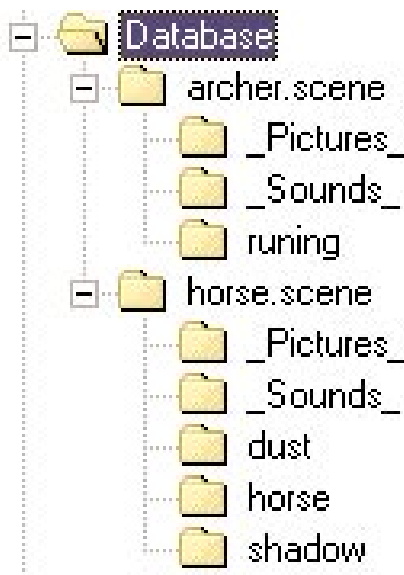 Database
archer.scene
_Pictures_
_Sounds_
runing
horse.scene
_Pictures_
_Sounds_
dust
horse
shadow